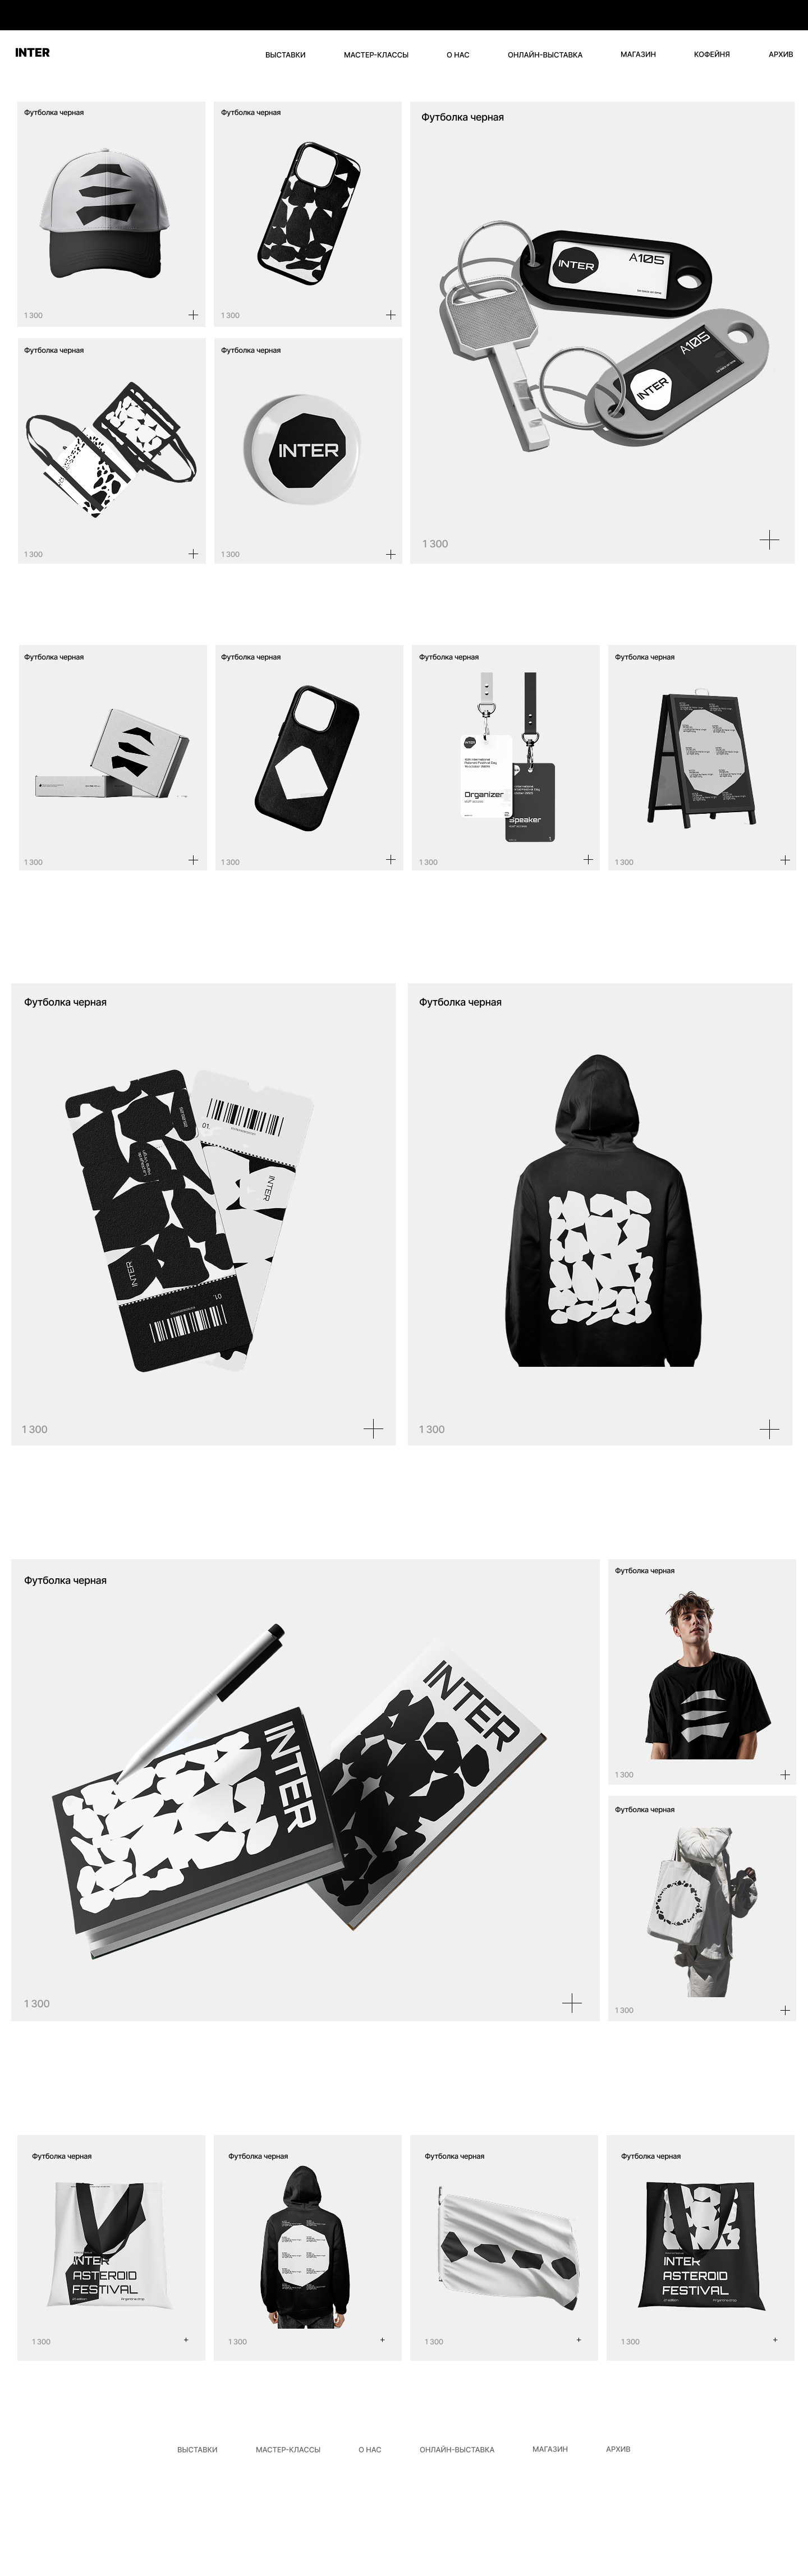 INTER
ВЫСТАВКИ
МАСТЕР-КЛАССЫ
О НАС
ОНЛАЙН-ВЫСТАВКА
МАГАЗИН
КОФЕЙНЯ
АРХИВ
Футболка черная
1 300
Футболка черная
1 300
Футболка черная
INTER
A105
INTER
A105
1 300
Футболка черная
1 300
Футболка черная
INTER
1 300
Футболка черная
1 300
Футболка черная
1 300
Футболка черная
INTER
Organizer
Speaker
1 300
Футболка черная
1 300
Футболка черная
01.
INTER
INTER
01.
1 300
Футболка черная
1 300
Футболка черная
INTER
INTER
1 300
Футболка черная
1 300
Футболка черная
1 300
Футболка черная
INTER
ASTEROID
FESTIVAL
1 300
Футболка черная
1 300
Футболка черная
1 300
Футболка черная
INTER
ASTEROID
FESTIVAL
1 300
ВЫСТАВКИ
МАСТЕР-КЛАССЫ
О НАС
ОНЛАЙН-ВЫСТАВКА
МАГАЗИН
АРХИВ